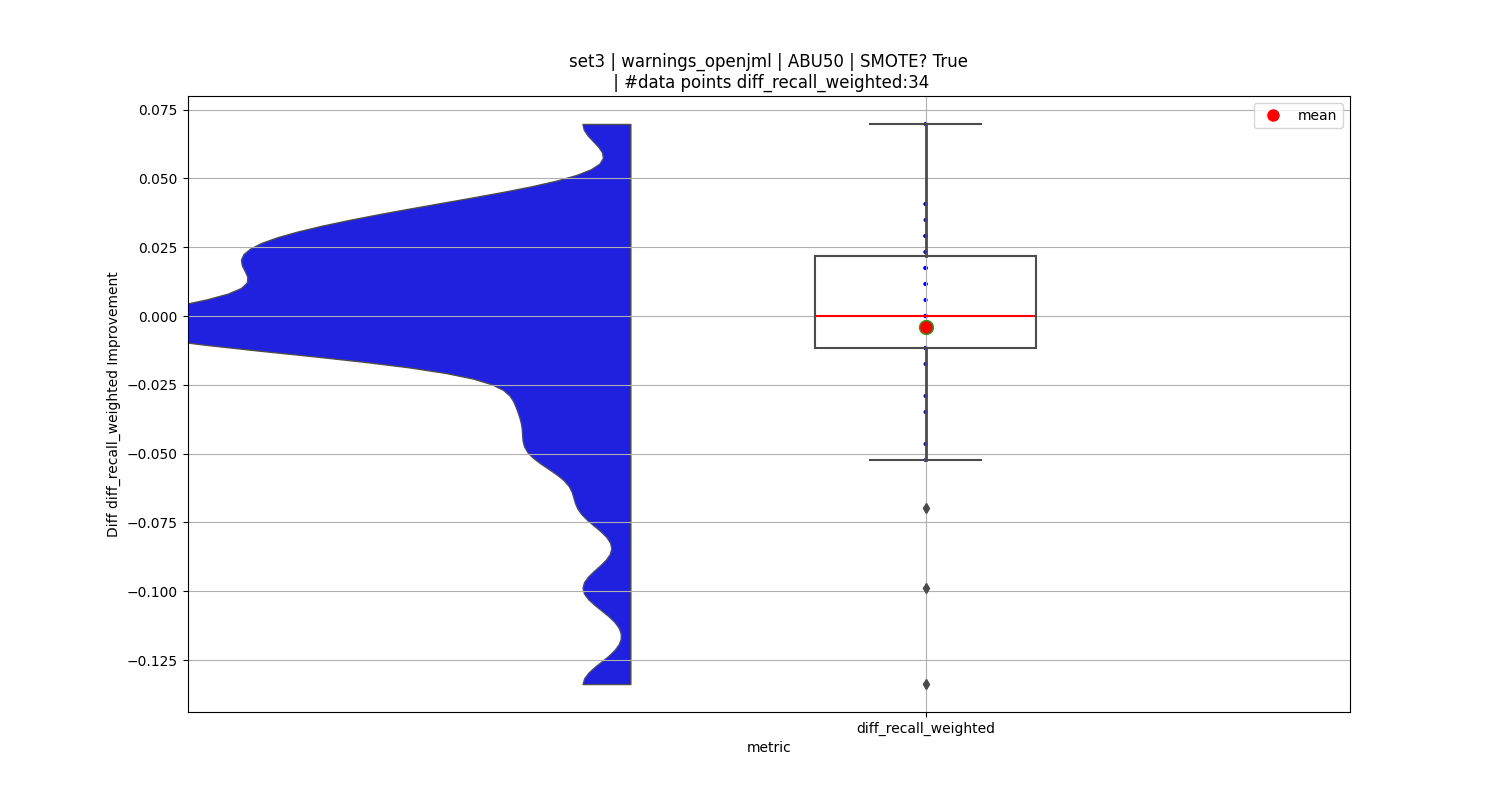 set3 | warnings_openjml | ABU50 | SMOTE? True
| #data points diff_recall_weighted:34
mean
Diff diff_recall_weighted Improvement
0.075
0.050
0.025
0.000
−0.025
−0.050
−0.075
−0.100
−0.125
diff_recall_weighted
metric